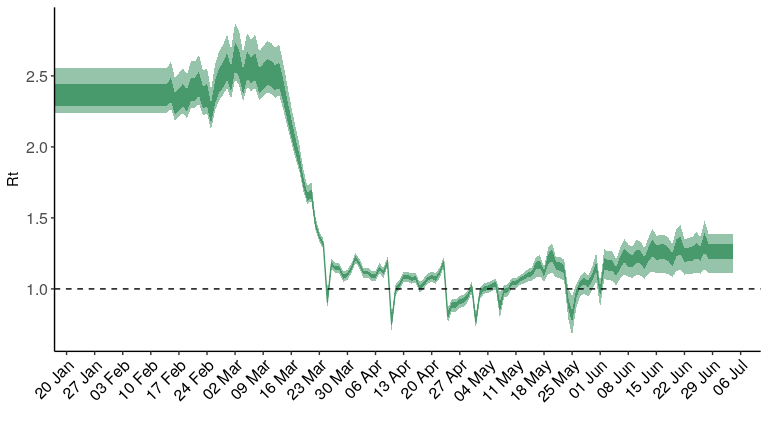 Rt
2.5
2.0
1.5
1.0
20 Jan
27 Jan
03 Feb
10 Feb
17 Feb
24 Feb
02 Mar
09 Mar
16 Mar
23 Mar
30 Mar
06 Apr
13 Apr
20 Apr
27 Apr
04 May
11 May
18 May
25 May
01 Jun
08 Jun
15 Jun
22 Jun
29 Jun
06 Jul